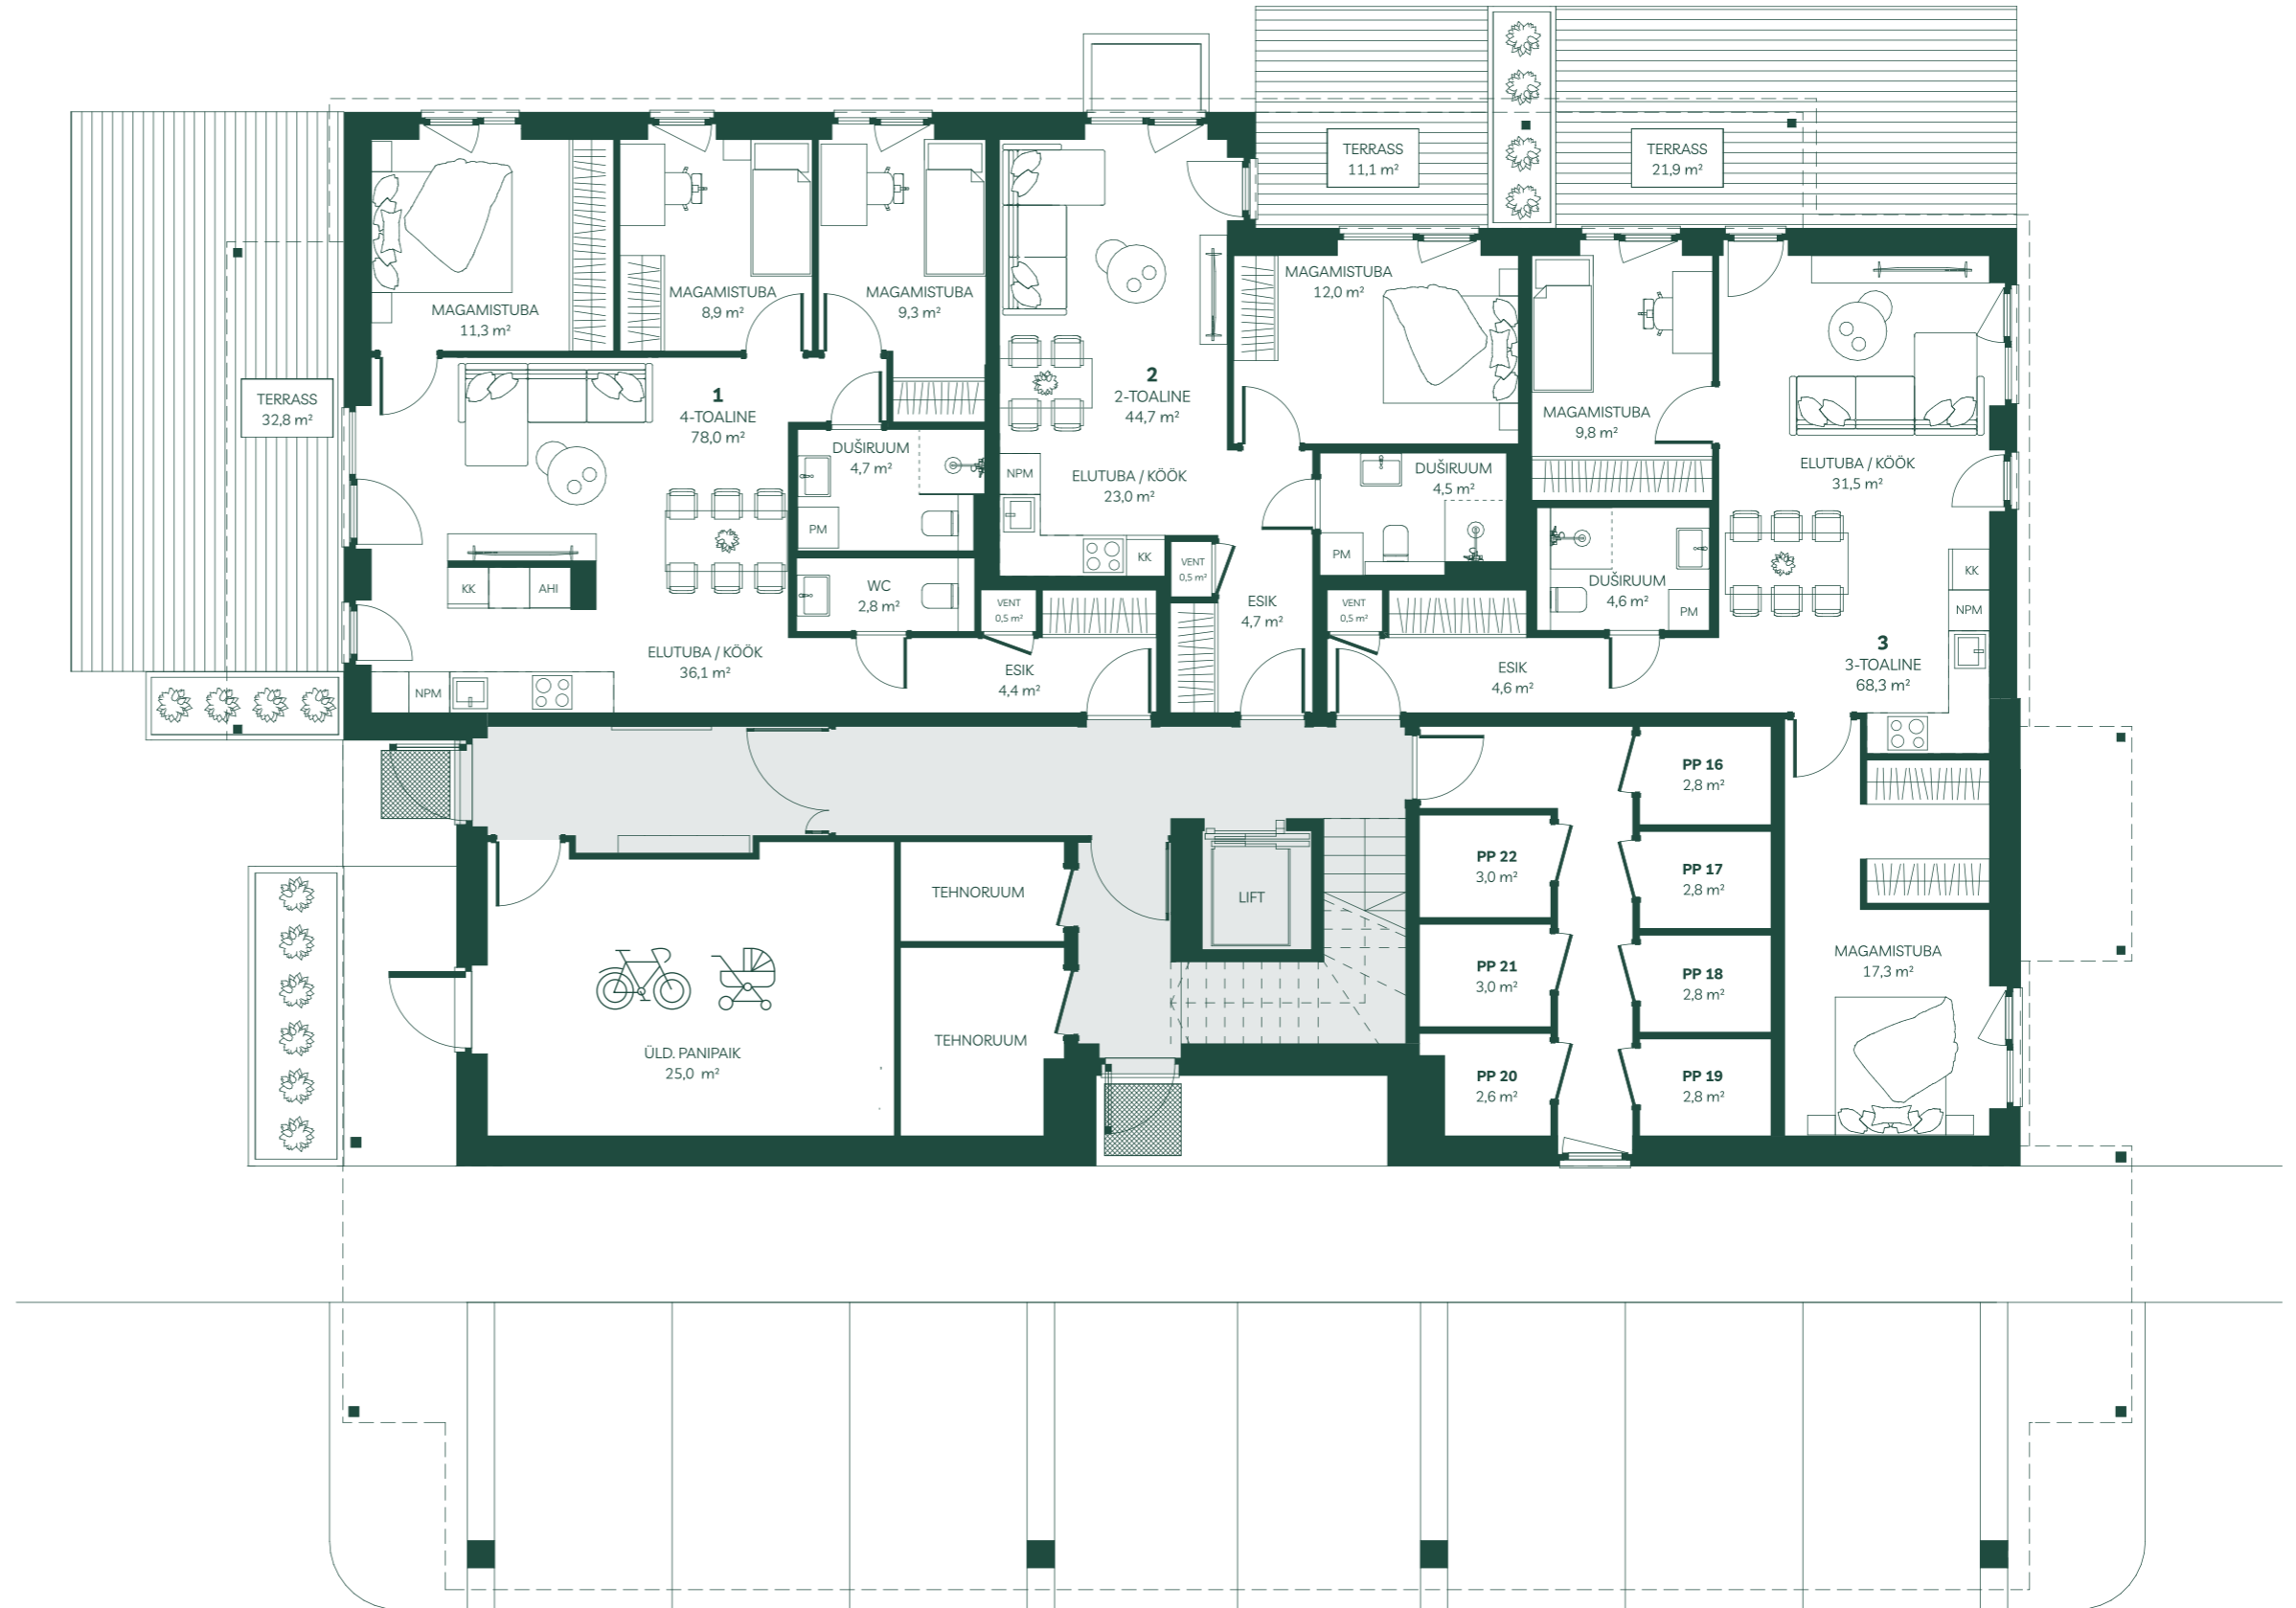 TERRASS
11,1 m²
TERRASS
21,9 m²
MAGAMISTUBA
11,3 m²
MAGAMISTUBA
8,9 m²
MAGAMISTUBA
9,3 m²
MAGAMISTUBA
12,0 m²
TERRASS
32,8 m²
1
4-TOALINE
78,0 m²
2
2-TOALINE
44,7 m²
MAGAMISTUBA
9,8 m²
DUŠIRUUM
4,7 m²
PM
NPM
ELUTUBA / KÖÖK
23,0 m²
KK
VENT
0,5 m²
DUŠIRUUM
4,5 m²
PM
ELUTUBA / KÖÖK
31,5 m²
KK
AHI
WC
2,8 m²
VENT
0,5 m²
ESIK
4,7 m²
VENT
0,5 m²
DUŠIRUUM
4,6 m²
PM
KK
NPM
ELUTUBA / KÖÖK
36,1 m²
NPM
ESIK
4,4 m²
ESIK
4,6 m²
3
3-TOALINE
68,3 m²
PP 16
2,8 m²
PP 22
3,0 m²
PP 17
2,8 m²
TEHNORUUM
LIFT
PP 21
3,0 m²
PP 18
2,8 m²
MAGAMISTUBA
17,3 m²
ÜLD. PANIPAIK
25,0 m²
TEHNORUUM
PP 20
2,6 m²
PP 19
2,8 m²